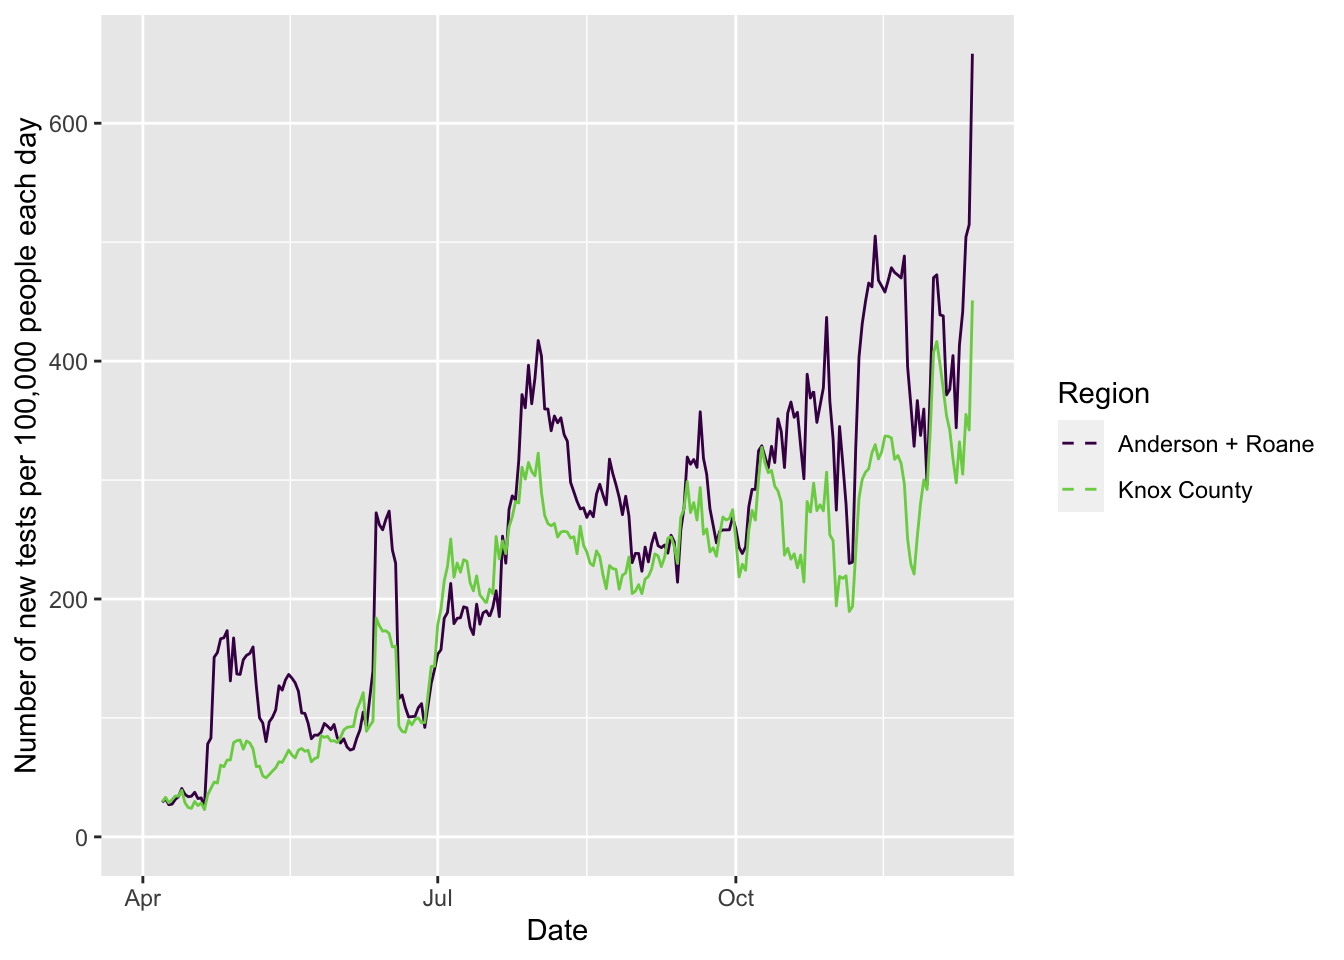 Number of new tests per 100,000 people each day
600
400
200
0
Apr
Jul
Oct
Date
Region
Anderson + Roane
Knox County